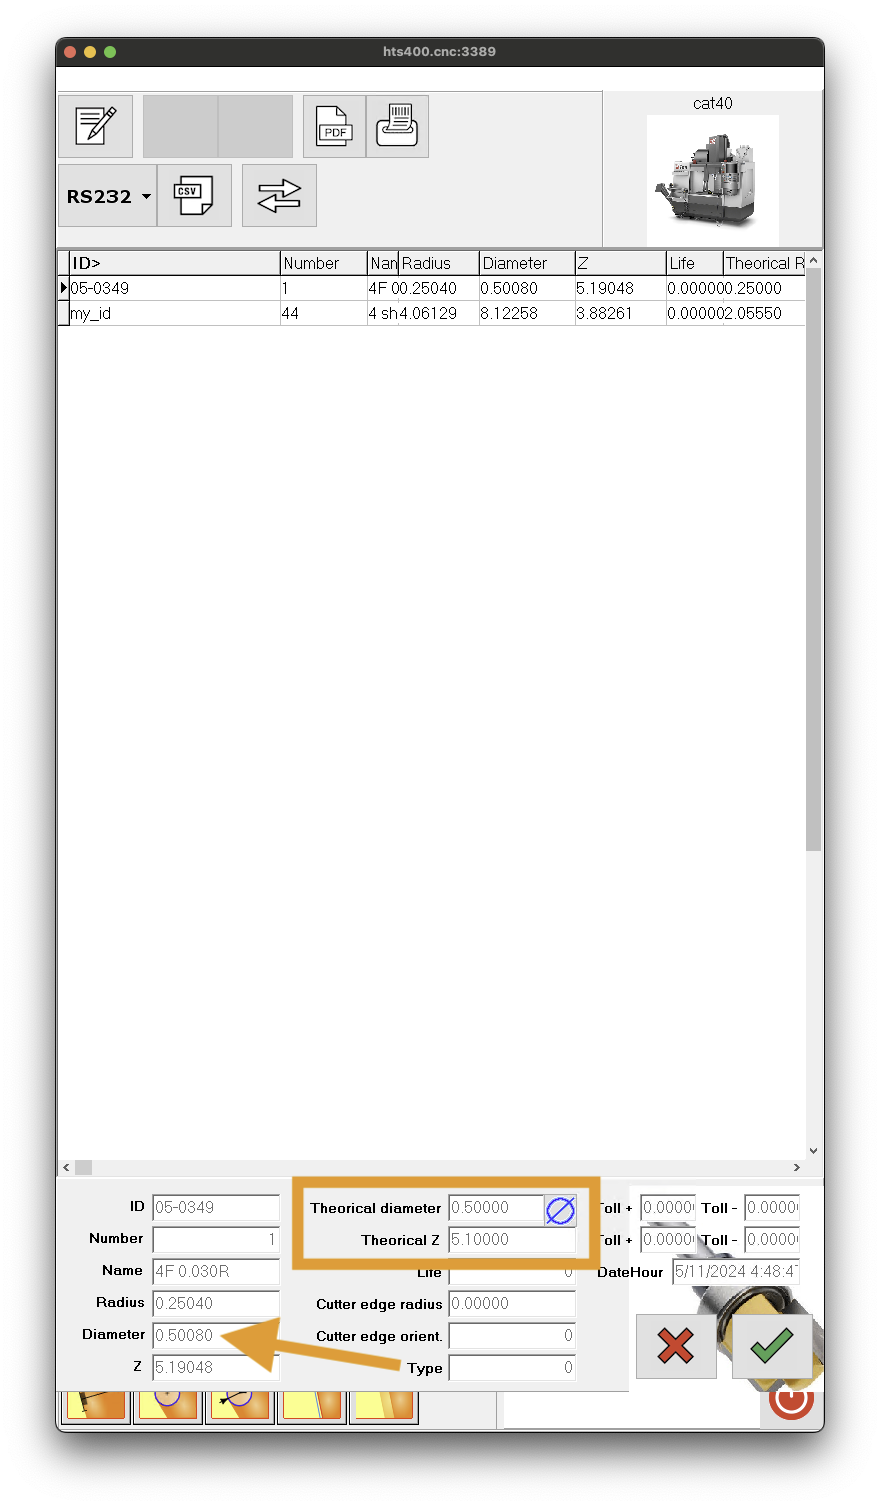 hts400.cnc:3389
PDF
cat40
RS232
CSV
ID> Number Nan Radius Diameter Z Life Theorical R
05-0349 1 4F 0 0.25040 0.50080 5.19048 0.00000 0.25000
my_id 44 4 sh 4.06129 8.12258 3.88261 0.00000 2.05550
ID 05-0349 Theorical diameter 0.50000 Toll + 0.0000 Toll - 0.0000
Number 1 Theorical Z 5.10000 Toll + 0.0000 Toll - 0.0000
Name 4F 0.030R Life 0 DateHour 5/11/2024 4:48:47
Radius 0.25040 Cutter edge radius 0.00000
Diameter 0.50080 Cutter edge orient. 0
Z 5.19048 Type 0